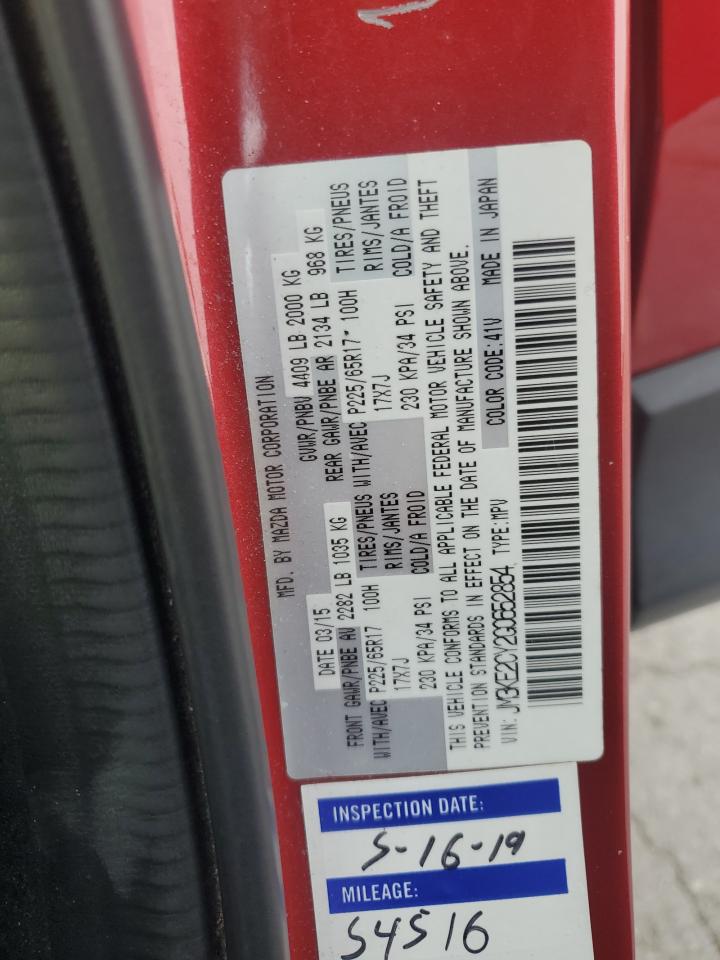 MFD. BY MAZDA MOTOR CORPORATION
DATE 03/15 GVWR/PNBV 4409 LB 2000 KG
FRONT GAWR/PNBE AV 2282 LB 1035 KG REAR GAWR/PNBE AR 2134 LB 968 KG
WITH/AVEC P225/65R17 100H TIRES/PNEUS WITH/AVEC P225/65R17* 100H TIRES/PNEUS
17X7J RIMS/JANTES 17X7J RIMS/JANTES
230 KPA/34 PSI COLD/A FROID 230 KPA/34 PSI COLD/A FROID
THIS VEHICLE CONFORMS TO ALL APPLICABLE FEDERAL MOTOR VEHICLE SAFETY AND THEFT
PREVENTION STANDARDS IN EFFECT ON THE DATE OF MANUFACTURE SHOWN ABOVE.
VIN: JM3KE2CY2G0652854 TYPE:MPV COLOR CODE:41V MADE IN JAPAN
INSPECTION DATE:
5-16-19
MILEAGE:
54516